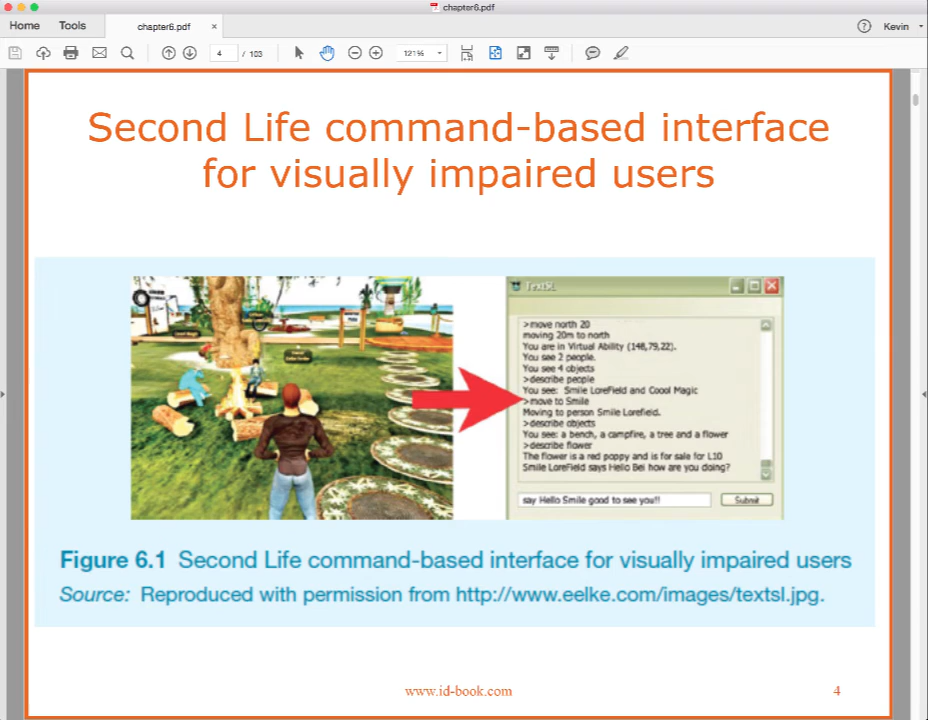 chapter6.pdf
Home Tools chapter6.pdf × ? Kevin
4 / 103 121%
Second Life command-based interface
for visually impaired users
TextSL
>move north 20
moving 20m to north
You are in Virtual Ability (148,79,22).
You see 2 people.
You see 4 objects
>describe people
You see: Smile LoreField and Coool Magic
>move to Smile
Moving to person Smile Lorefield.
>describe objects
You see: a bench, a campfire, a tree and a flower
>describe flower
The flower is a red poppy and is for sale for L10
Smile LoreField says Hello Bei how are you doing?
say Hello Smile good to see you!! Submit
Figure 6.1 Second Life command-based interface for visually impaired users
Source: Reproduced with permission from http://www.eelke.com/images/textsl.jpg.
www.id-book.com 4